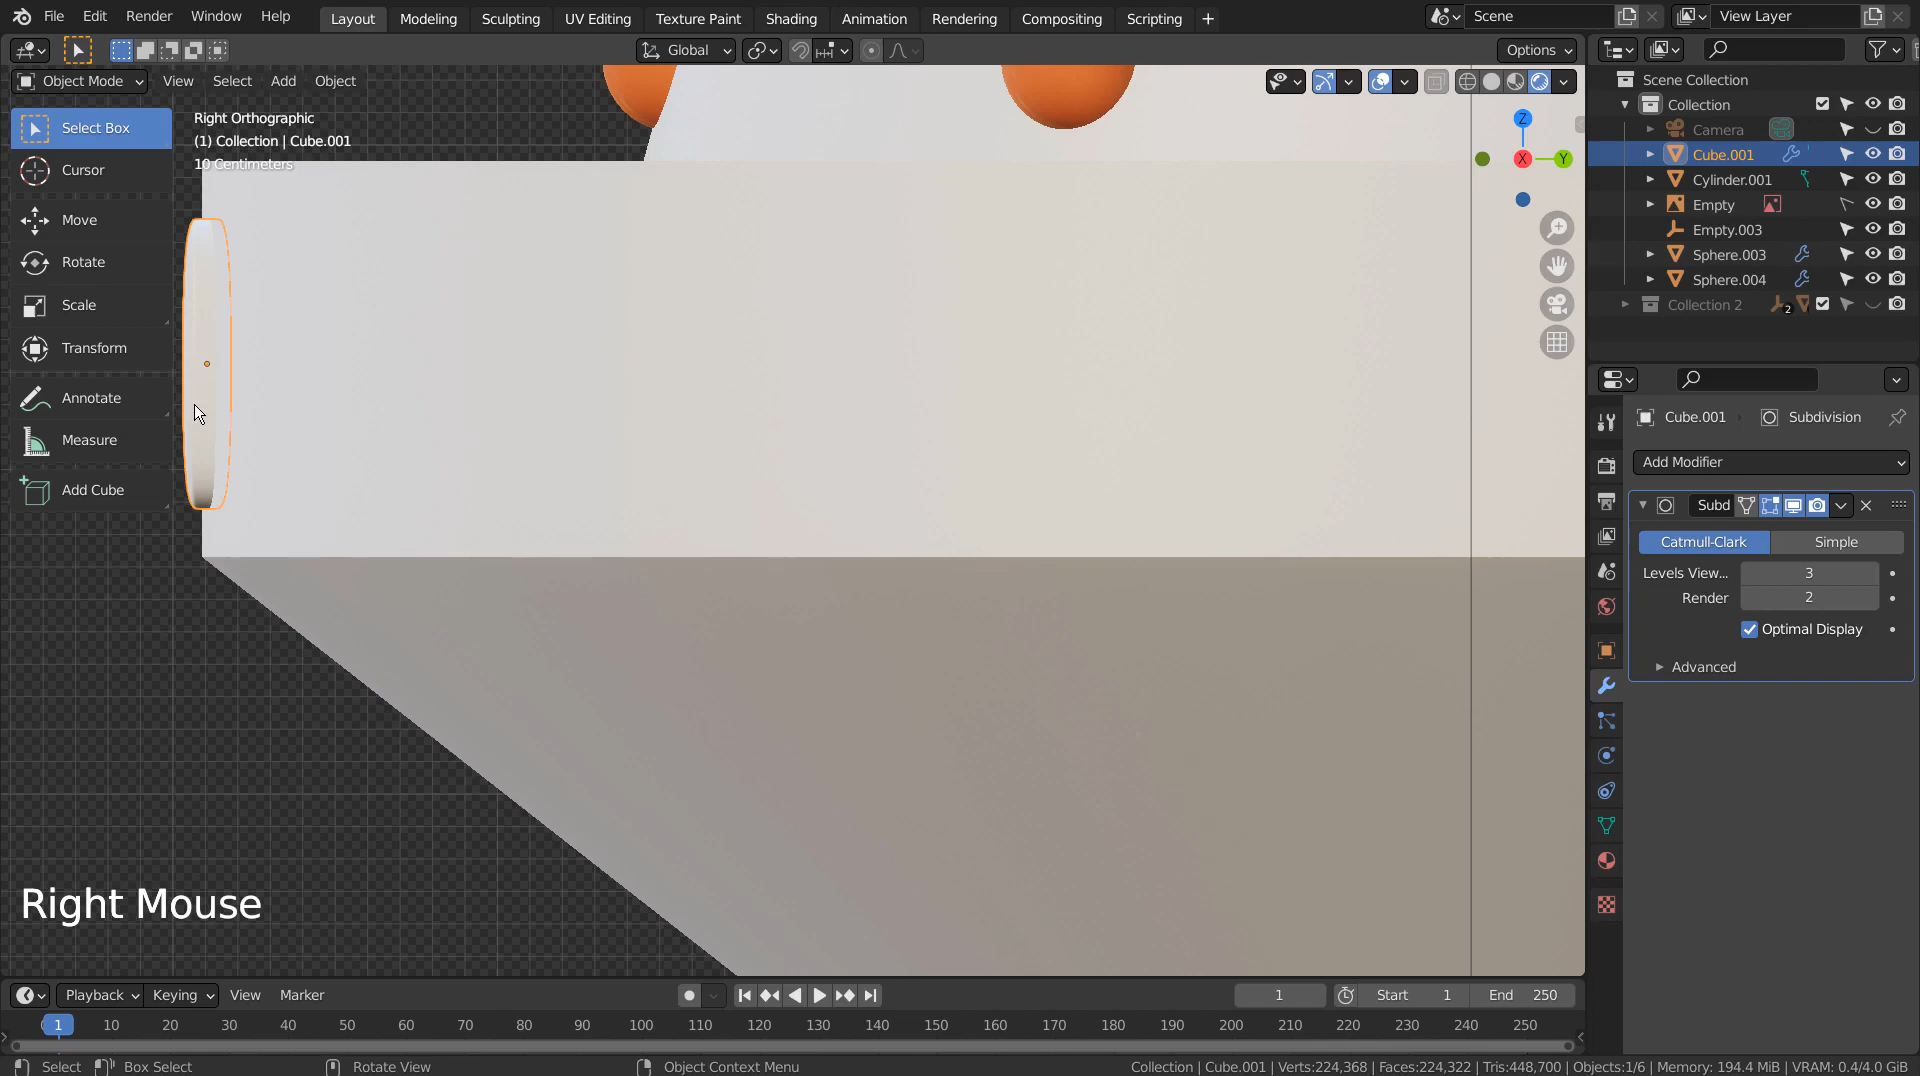 File Edit Render Window Help Layout Modeling Sculpting UV Editing Texture Paint Shading Animation Rendering Compositing Scripting + Scene View Layer
Global Options
Object Mode View Select Add Object
Select Box
Cursor
Move
Rotate
Scale
Transform
Annotate
Measure
Add Cube
Right Orthographic
(1) Collection | Cube.001
10 Centimeters
Z
X
Y
Scene Collection
Collection
Camera
Cube.001
Cylinder.001
Empty
Empty.003
Sphere.003
Sphere.004
Collection 2 2
Cube.001 Subdivision
Add Modifier
Subd
Catmull-Clark Simple
Levels View... 3
Render 2
Optimal Display
Advanced
Right Mouse
Playback Keying View Marker 1 Start 1 End 250
1 10 20 30 40 50 60 70 80 90 100 110 120 130 140 150 160 170 180 190 200 210 220 230 240 250
Select Box Select Rotate View Object Context Menu Collection | Cube.001 | Verts:224,368 | Faces:224,322 | Tris:448,700 | Objects:1/6 | Memory: 194.4 MiB | VRAM: 0.4/4.0 GiB